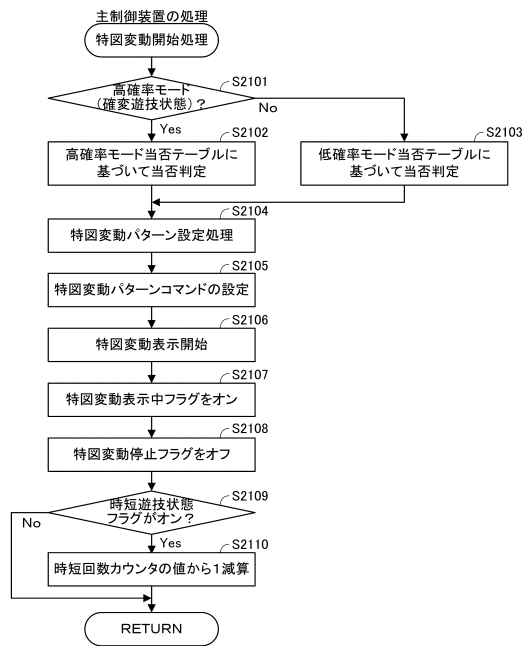 主制御装置の処理
特図変動開始処理
S2101
高確率モード
(確変遊技状態)?
No
Yes
S2102
高確率モード当否テーブルに
基づいて当否判定
S2103
低確率モード当否テーブルに
基づいて当否判定
S2104
特図変動パターン設定処理
S2105
特図変動パターンコマンドの設定
S2106
特図変動表示開始
S2107
特図変動表示中フラグをオン
S2108
特図変動停止フラグをオフ
S2109
時短遊技状態
フラグがオン?
No
Yes
S2110
時短回数カウンタの値から1減算
RETURN